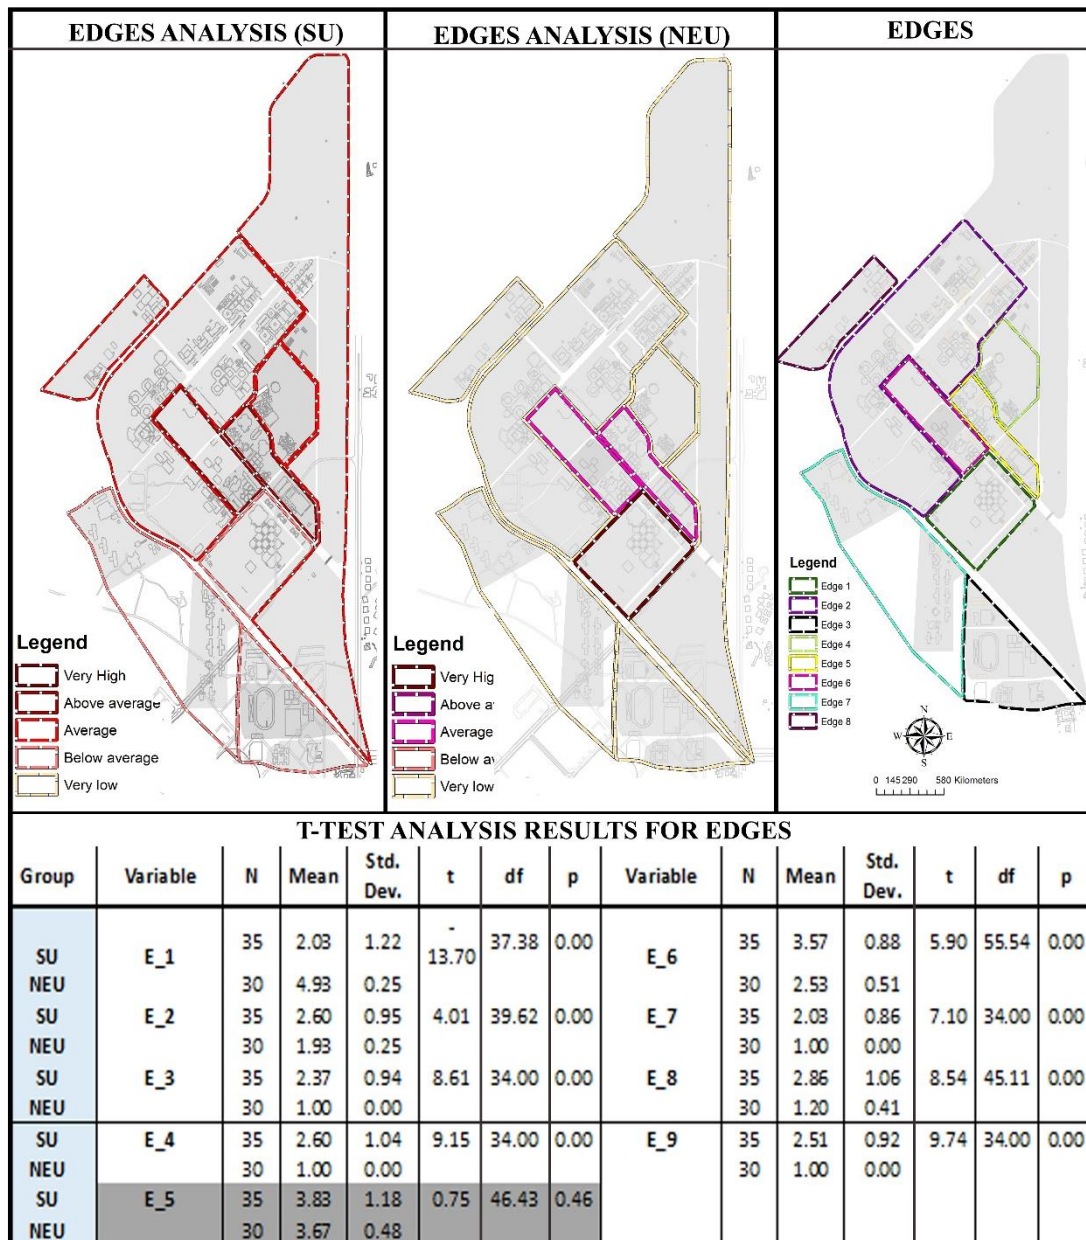 EDGES ANALYSIS (SU)
EDGES ANALYSIS (NEU)
EDGES
Legend
Very High
Above average
Average
Below average
Very low
Legend
Very Hig
Above a
Average
Below av
Very low
Legend
Edge 1
Edge 2
Edge 3
Edge 4
Edge 5
Edge 6
Edge 7
Edge 8
N
W E
S
0 145 290 580 Kilometers
T-TEST ANALYSIS RESULTS FOR EDGES
Group Variable N Mean Std. Dev. t df p Variable N Mean Std. Dev. t df p
SU E_1 35 2.03 1.22 -13.70 37.38 0.00 E_6 35 3.57 0.88 5.90 55.54 0.00
NEU 30 4.93 0.25 30 2.53 0.51
SU E_2 35 2.60 0.95 4.01 39.62 0.00 E_7 35 2.03 0.86 7.10 34.00 0.00
NEU 30 1.93 0.25 30 1.00 0.00
SU E_3 35 2.37 0.94 8.61 34.00 0.00 E_8 35 2.86 1.06 8.54 45.11 0.00
NEU 30 1.00 0.00 30 1.20 0.41
SU E_4 35 2.60 1.04 9.15 34.00 0.00 E_9 35 2.51 0.92 9.74 34.00 0.00
NEU 30 1.00 0.00 30 1.00 0.00
SU E_5 35 3.83 1.18 0.75 46.43 0.46
NEU 30 3.67 0.48